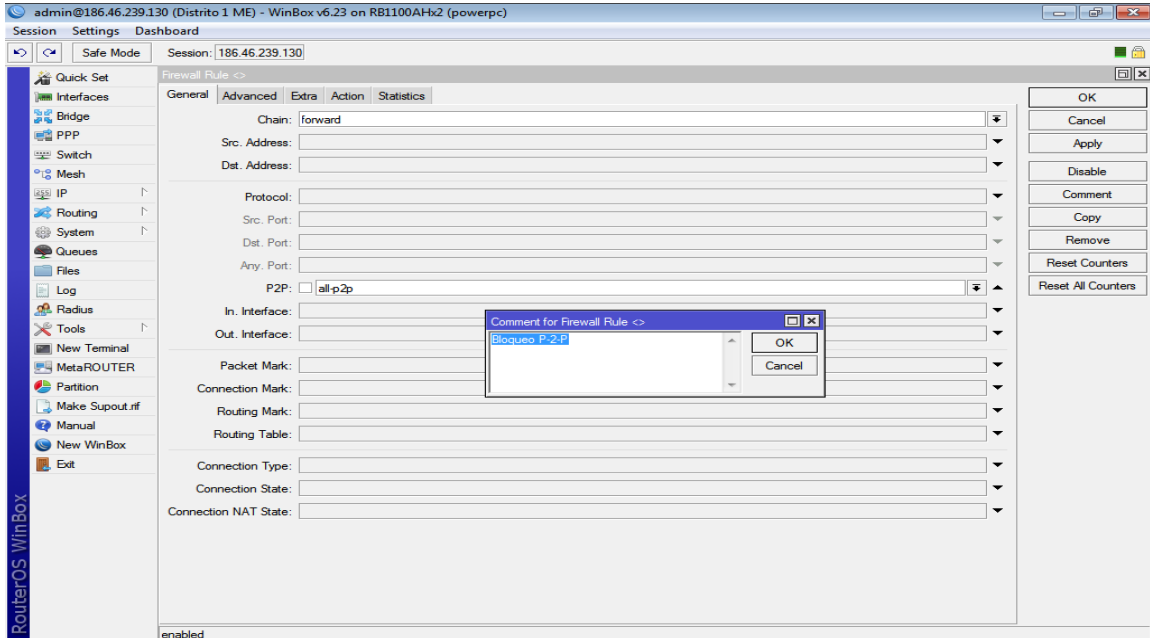 admin@186.46.239.130 (Distrito 1 ME) - WinBox v6.23 on RB1100AHx2 (powerpc)
Session Settings Dashboard
Safe Mode Session: 186.46.239.130
Quick Set
Interfaces
Bridge
PPP
Switch
Mesh
255 IP
Routing
System
Queues
Files
Log
Radius
Tools
New Terminal
MetaROUTER
Partition
Make Supout.rif
Manual
New WinBox
Exit
RouterOS WinBox
Firewall Rule <>
General Advanced Extra Action Statistics
Chain: forward
Src. Address:
Dst. Address:
Protocol:
Src. Port:
Dst. Port:
Any. Port:
P2P: all-p2p
In. Interface:
Out. Interface:
Packet Mark:
Connection Mark:
Routing Mark:
Routing Table:
Connection Type:
Connection State:
Connection NAT State:
enabled
Comment for Firewall Rule <>
Bloqueo P-2-P
OK
Cancel
OK
Cancel
Apply
Disable
Comment
Copy
Remove
Reset Counters
Reset All Counters